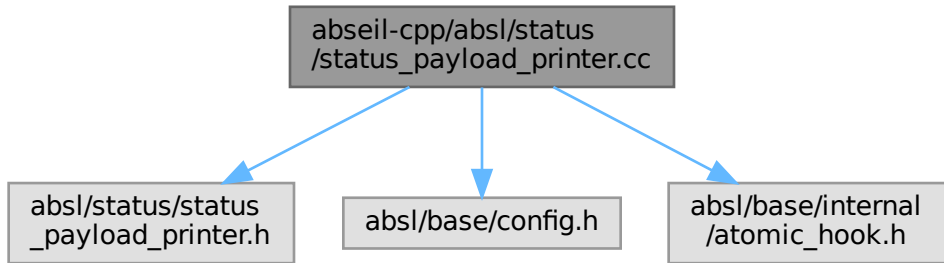 abseil-cpp/absl/status
/status_payload_printer.cc
absl/status/status
_payload_printer.h
absl/base/config.h
absl/base/internal
/atomic_hook.h